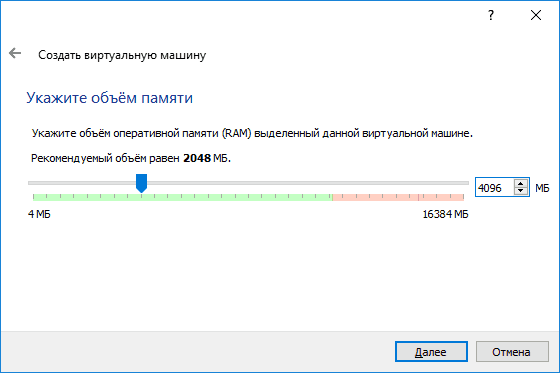 ?
Создать виртуальную машину
Укажите объём памяти
Укажите объём оперативной памяти (RAM) выделенный данной виртуальной машине.
Рекомендуемый объём равен 2048 МБ.
4096 МБ
4 МБ 16384 МБ
Далее Отмена